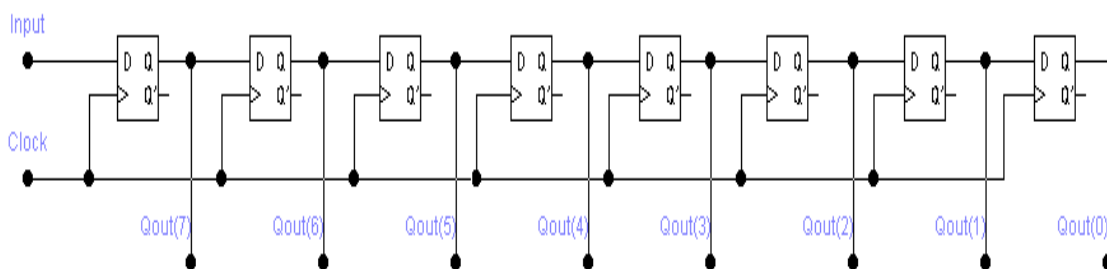 Input
D Q D Q D Q D Q D Q D Q D Q D Q
Q' Q' Q' Q' Q' Q' Q' Q'
Clock
Qout(7) Qout(6) Qout(5) Qout(4) Qout(3) Qout(2) Qout(1) Qout(0)